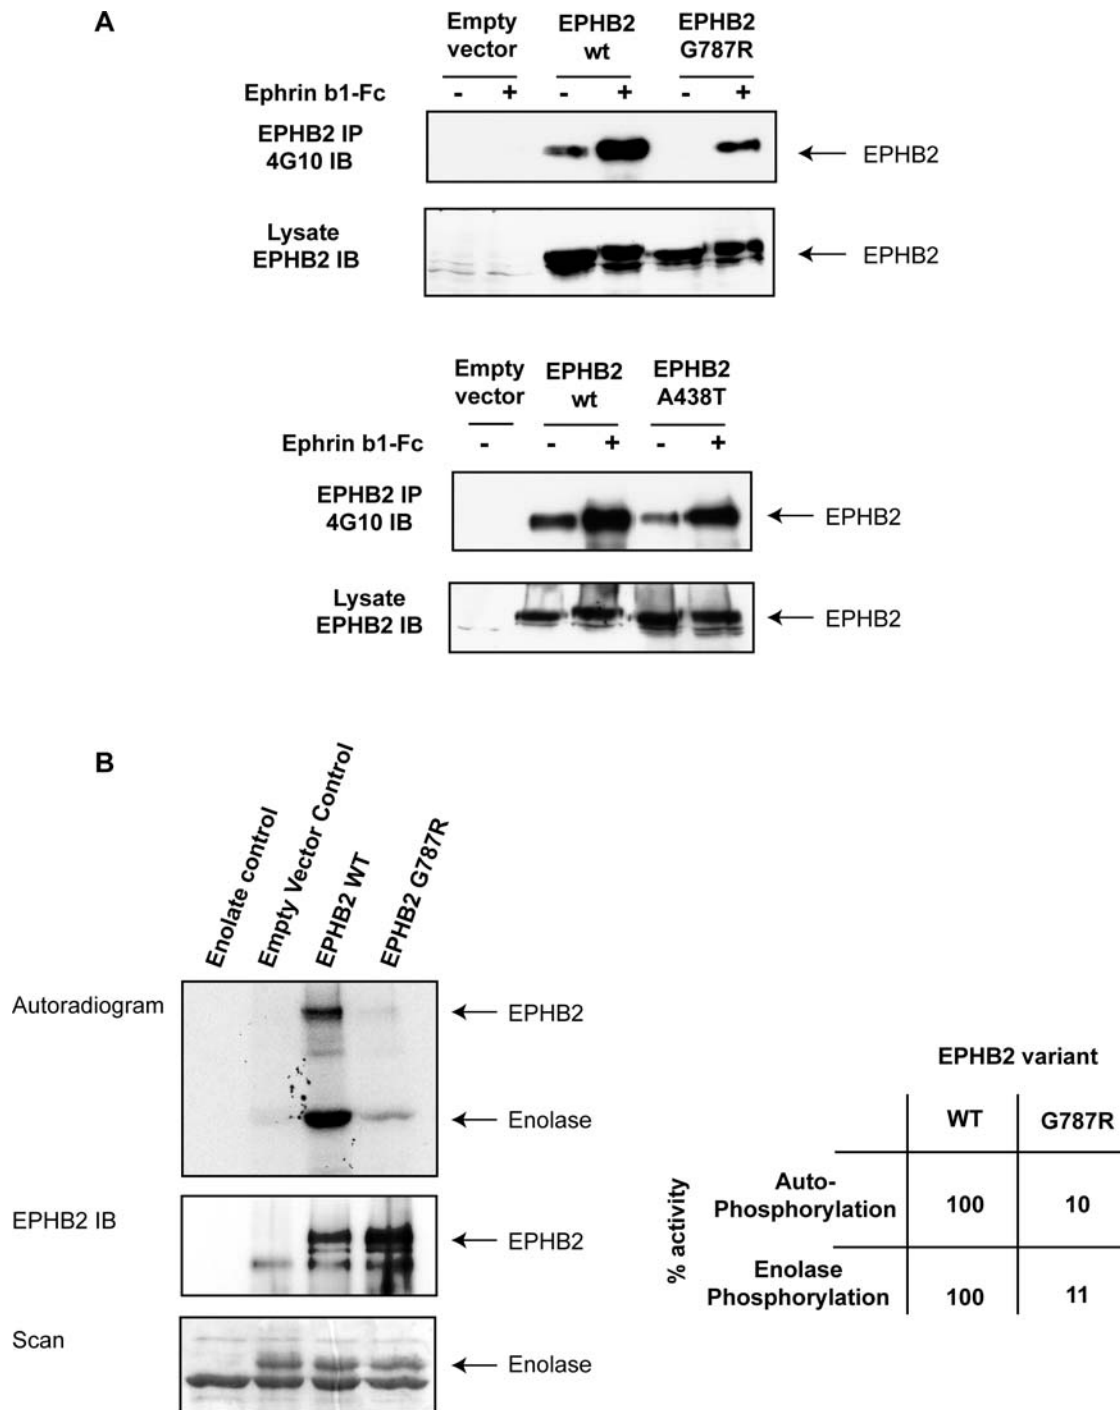 A
Empty vector
EPHB2 wt
EPHB2 G787R
Ephrin b1-Fc - + - + - +
EPHB2 IP
4G10 IB
EPHB2
Lysate
EPHB2 IB
EPHB2
Empty vector
EPHB2 wt
EPHB2 A438T
Ephrin b1-Fc - - + - +
EPHB2 IP
4G10 IB
EPHB2
Lysate
EPHB2 IB
EPHB2
B
Enolate control
Empty Vector Control
EPHB2 WT
EPHB2 G787R
Autoradiogram
EPHB2
Enolase
EPHB2 IB
EPHB2
Scan
Enolase
EPHB2 variant
WT G787R
% activity
Auto-
Phosphorylation 100 10
Enolase
Phosphorylation 100 11